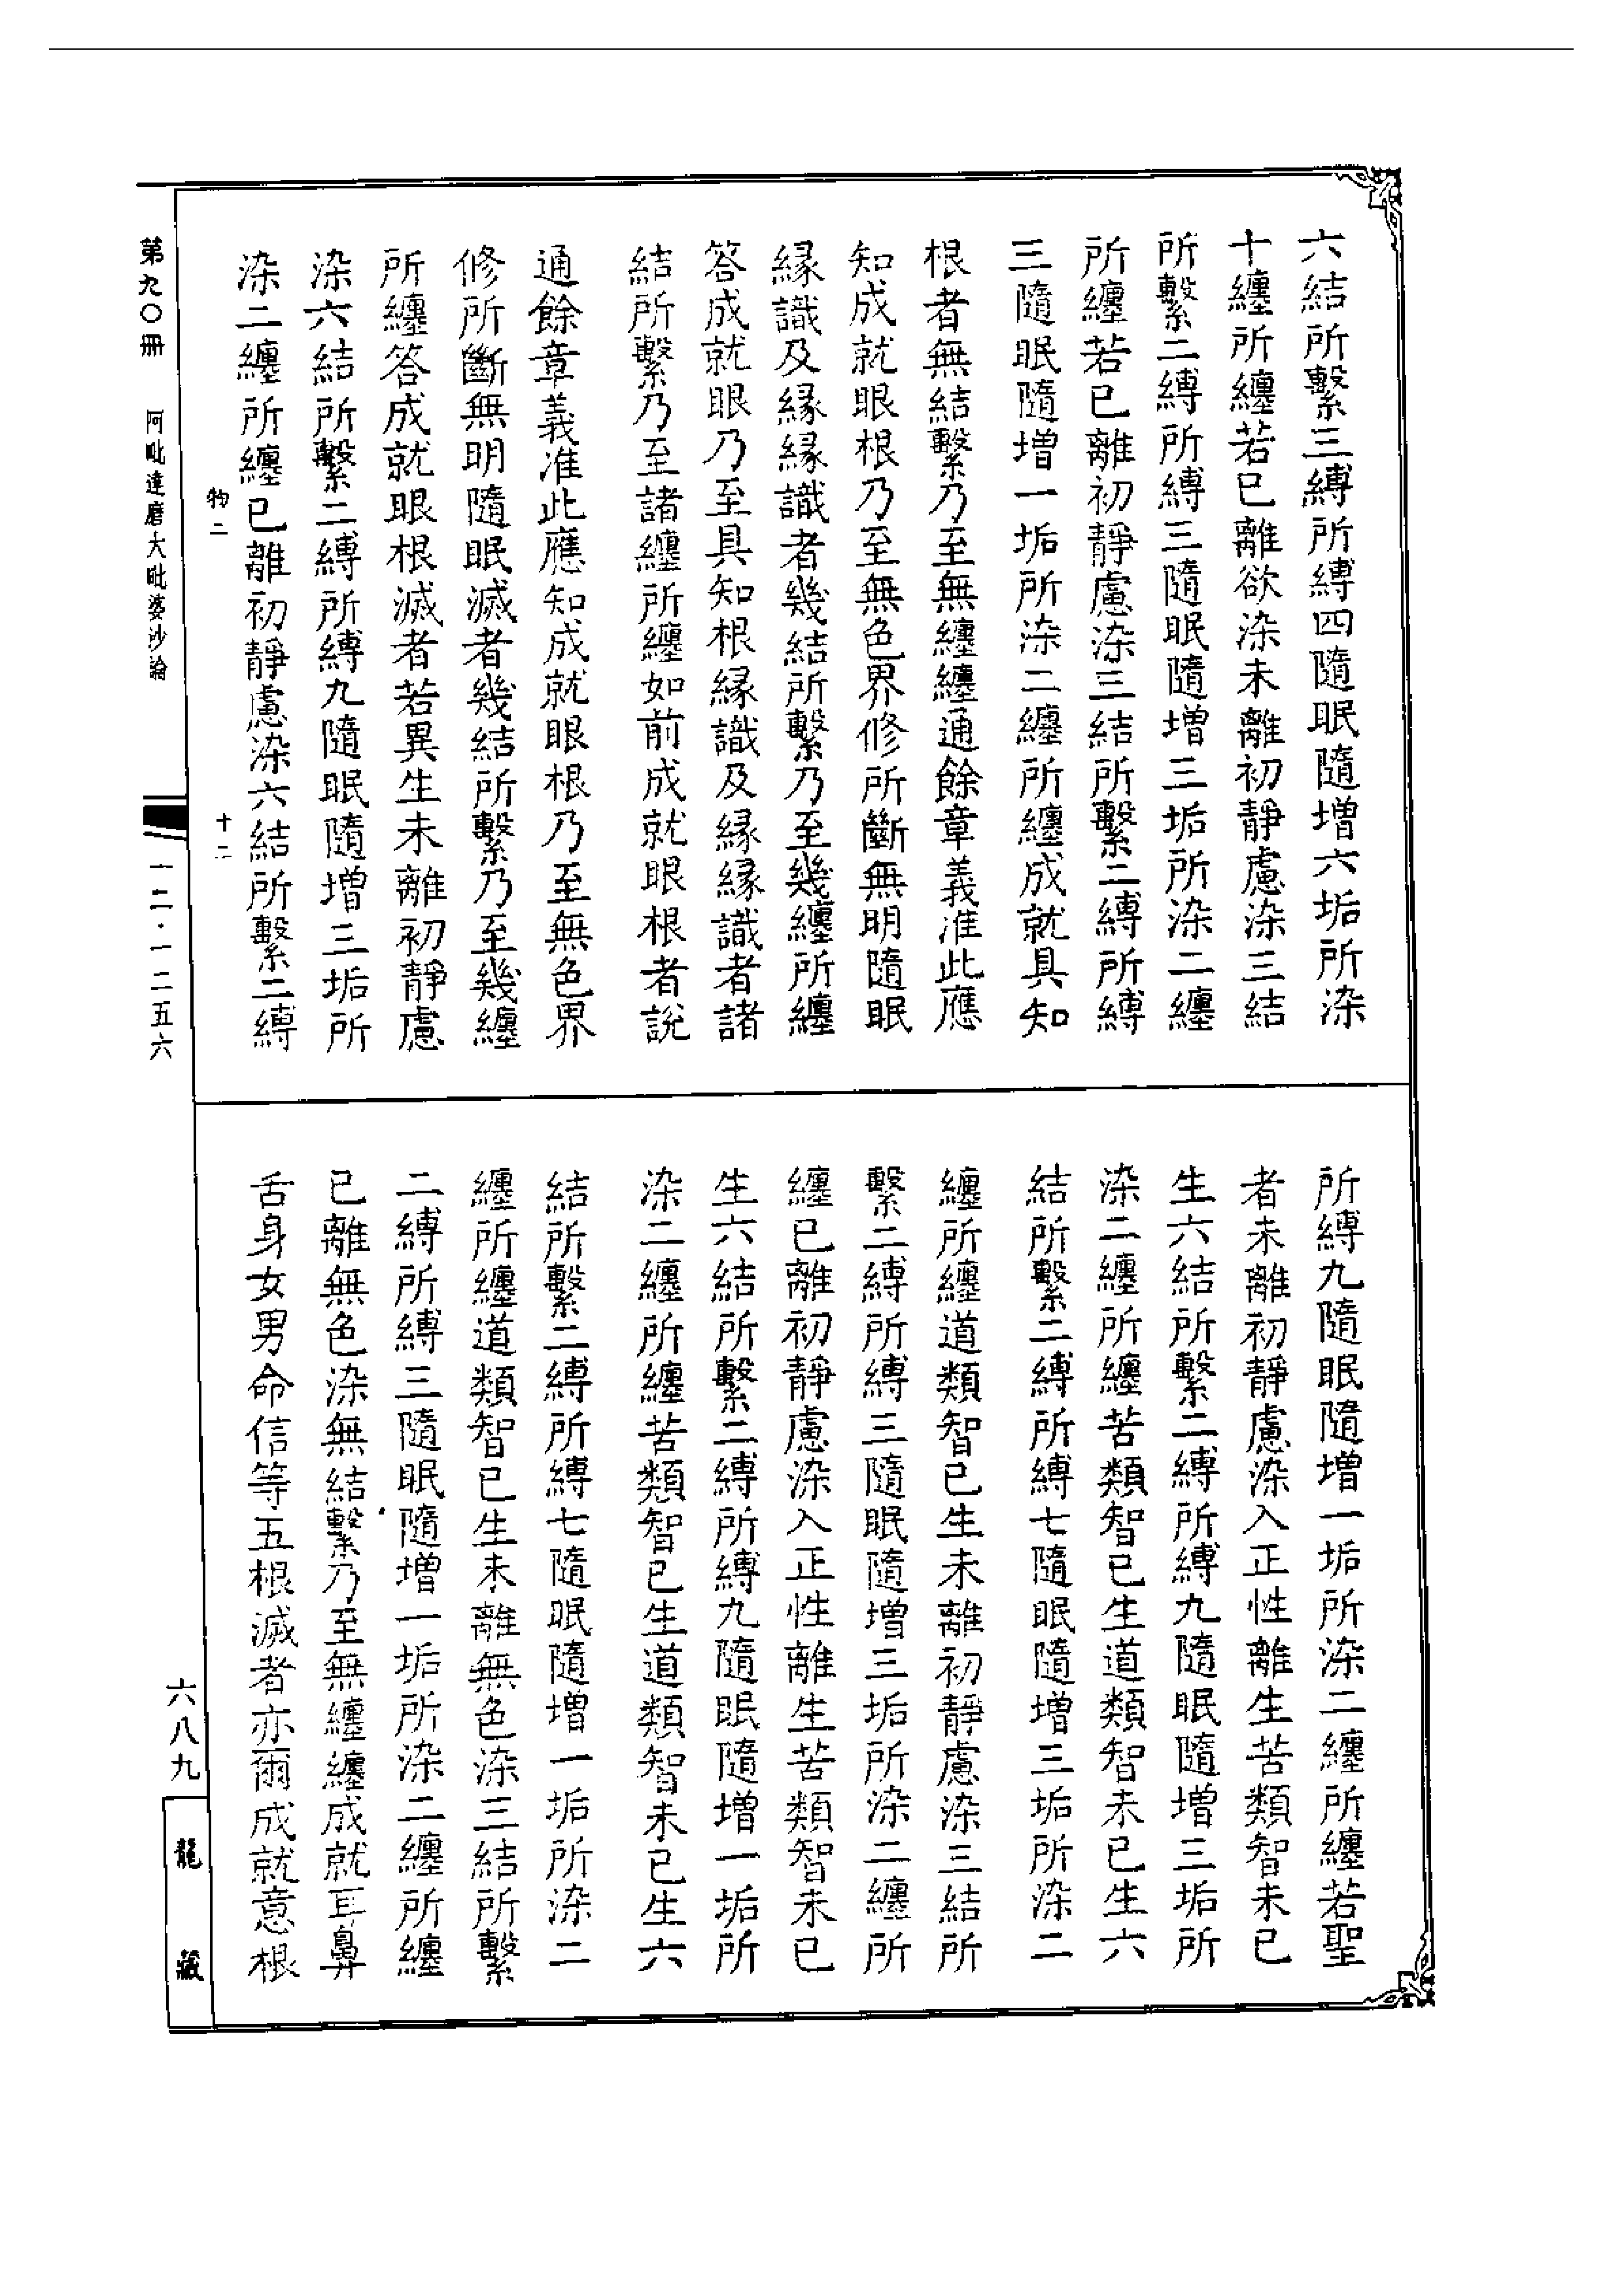 六結所繫三縛所縛四隨眠隨增六垢所染
十纏所纏若已離欲染未離初靜慮染三結
所繫二縛所縛三隨眠隨增三垢所染二纏
所纏若已離初靜慮染三結所繫二縛所縛
三隨眠隨增一垢所染二纏所纏成就具知
根者無結繫乃至無纏纏通餘章義准此應
知成就眼根乃至無色界修所斷無明隨眠
緣識及緣緣識者幾結所繫乃至幾纏所纏
答成就眼乃至具知根緣識及緣緣識者諸
結所繫乃至諸纏所纏如前成就眼根者說
通餘章義准此應知成就眼根乃至無色界
修所斷無明隨眠滅者幾結所繫乃至幾纏
所纏答成就眼根滅者若異生未離初靜慮
染六結所繫二縛所縛九隨眠隨增三垢所
染二纏所纏已離初靜慮染六結所繫二縛
所縛九隨眠隨增一垢所染二纏所纏若聖
者未離初靜慮染入正性離生苦類智未已
生六結所繫二縛所縛九隨眠隨增三垢所
染二纏所纏苦類智已生道類智未已生六
結所繫二縛所縛七隨眠隨增三垢所染二
纏所纏道類智已生未離初靜慮染三結所
繫二縛所縛三隨眠隨增三垢所染二纏所
纏已離初靜慮染入正性離生苦類智未已
生六結所繫二縛所縛九隨眠隨增一垢所
染二纏所纏苦類智已生道類智未已生六
結所繫二縛所縛七隨眠隨增一垢所染二
纏所纏道類智已生未離無色染三結所繫
二縛所縛三隨眠隨增一垢所染二纏所纏
已離無色染無結繫乃至無纏纏成就耳鼻
舌身女男命信等五根滅者亦爾成就意根
物二
十二
第九〇冊
阿毗達磨大毗婆沙論
一二·一二五六
六八九
龍藏